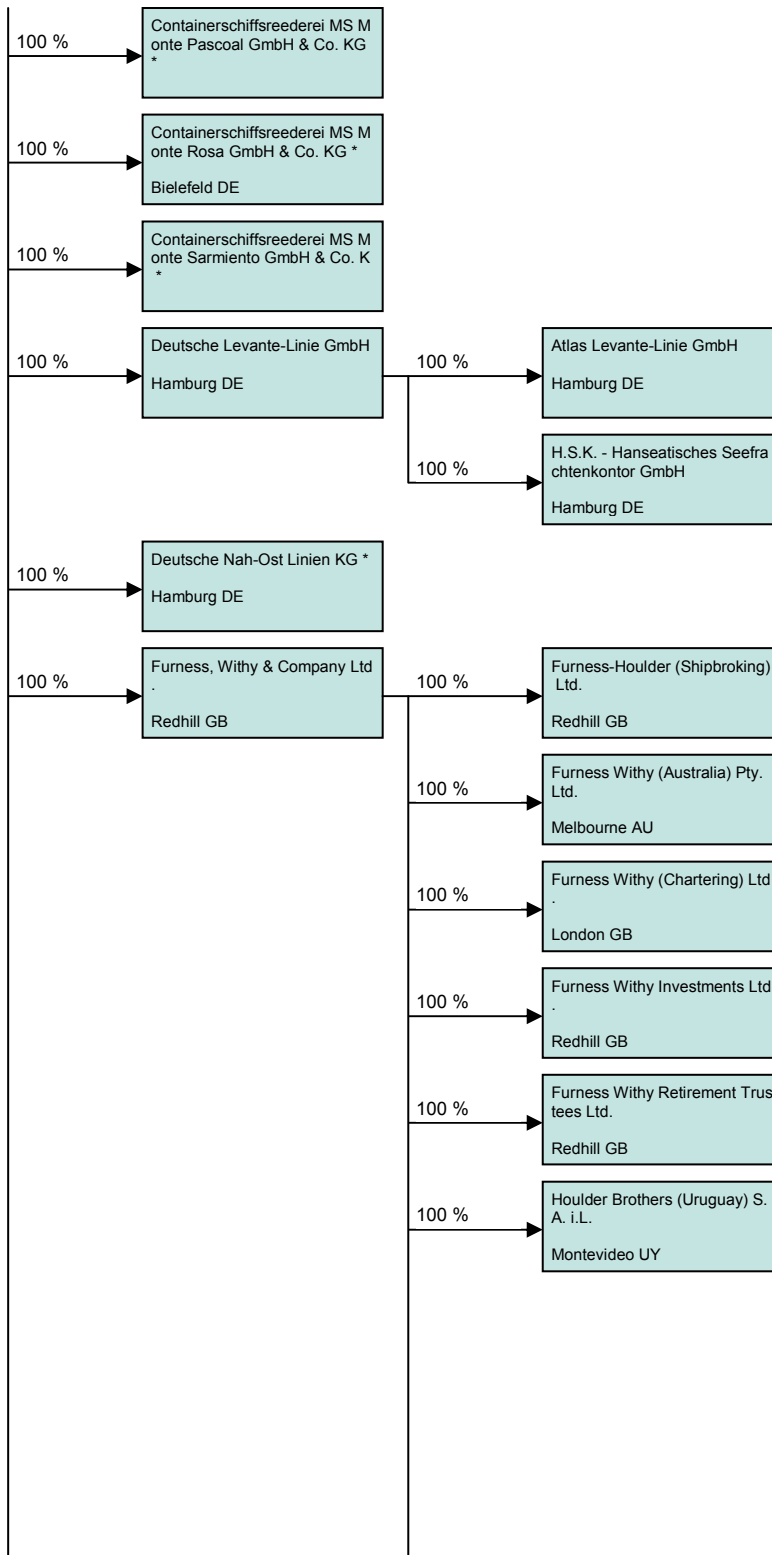 100 %
Containerschiffsreederei MS M
onte Pascoal GmbH & Co. KG
*
100 %
Containerschiffsreederei MS M
onte Rosa GmbH & Co. KG *
Bielefeld DE
100 %
Containerschiffsreederei MS M
onte Sarmiento GmbH & Co. K
*
100 %
Deutsche Levante-Linie GmbH
Hamburg DE
100 %
Atlas Levante-Linie GmbH
Hamburg DE
100 %
H.S.K. - Hanseatisches Seefra
chtenkontor GmbH
Hamburg DE
100 %
Deutsche Nah-Ost Linien KG *
Hamburg DE
100 %
Furness, Withy & Company Ltd
.
Redhill GB
100 %
Furness-Houlder (Shipbroking)
Ltd.
Redhill GB
100 %
Furness Withy (Australia) Pty.
Ltd.
Melbourne AU
100 %
Furness Withy (Chartering) Ltd
.
London GB
100 %
Furness Withy Investments Ltd
.
Redhill GB
100 %
Furness Withy Retirement Trus
tees Ltd.
Redhill GB
100 %
Houlder Brothers (Uruguay) S.
A. i.L.
Montevideo UY